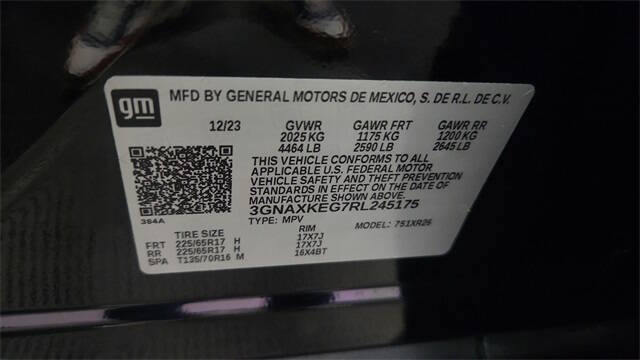 gm MFD BY GENERAL MOTORS DE MEXICO, S. DE R.L. DE C.V.
12/23 GVWR GAWR FRT GAWR RR
2025 KG 1175 KG 1200 KG
4464 LB 2590 LB 2645 LB
THIS VEHICLE CONFORMS TO ALL
APPLICABLE U.S. FEDERAL MOTOR
VEHICLE SAFETY AND THEFT PREVENTION
STANDARDS IN EFFECT ON THE DATE OF
MANUFACTURE SHOWN ABOVE.
3GNAXKEG7RL245175
384A TYPE: MPV 751XR26
TIRE SIZE RIM
FRT 225/65R17 H 17X7J
RR 225/65R17 H 17X7J
SPA T135/70R16 M 16X4BT